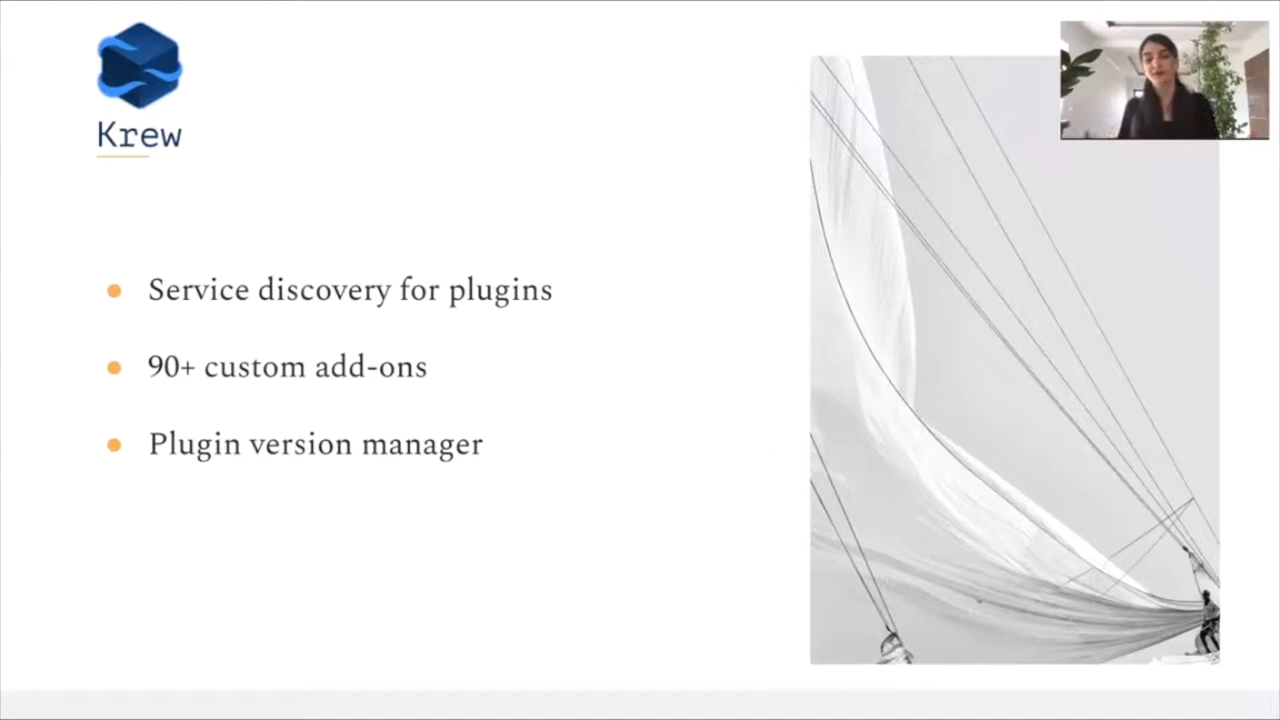 Krew
Service discovery for plugins
90+ custom add-ons
Plugin version manager